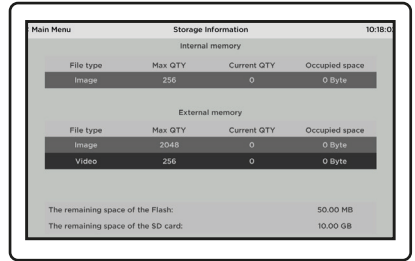 Main Menu Storage Information 10:18:0
Internal memory
File type Max QTY Current QTY Occupied space
Image 256 0 0 Byte
External memory
File type Max QTY Current QTY Occupied space
Image 2048 0 0 Byte
Video 256 0 0 Byte
The remaining space of the Flash: 50.00 MB
The remaining space of the SD card: 10.00 GB